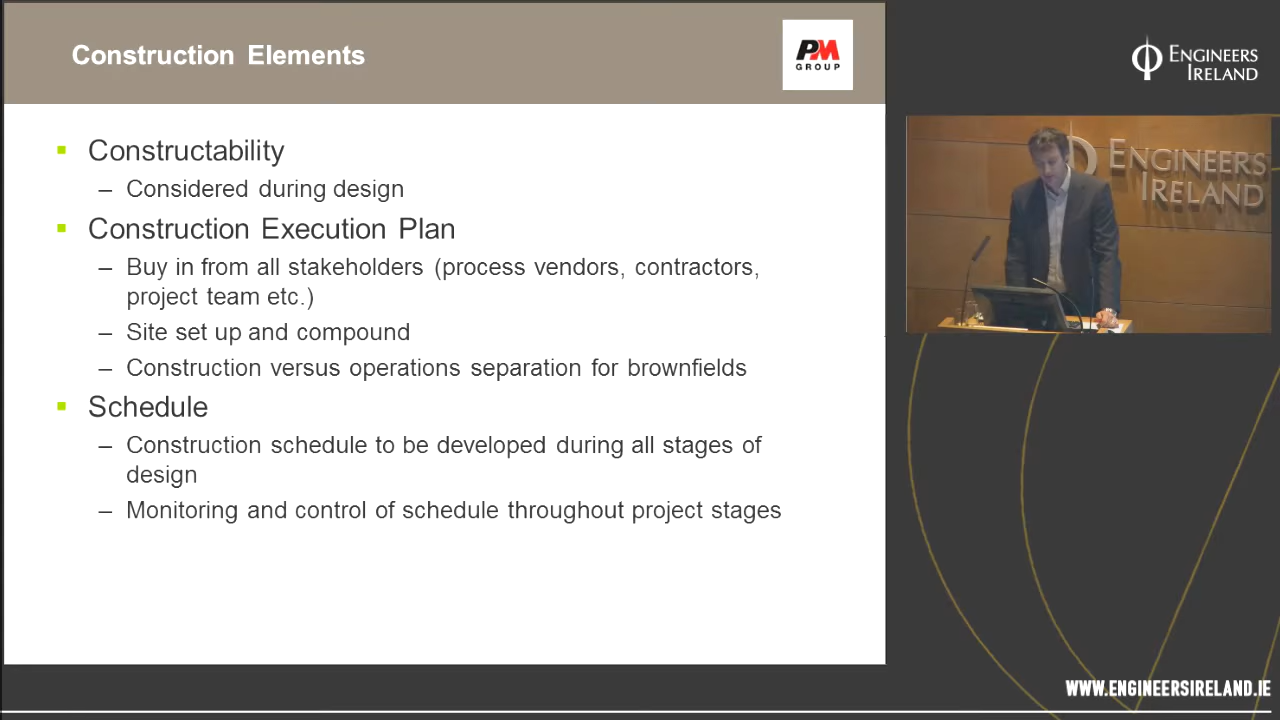 Construction Elements
PM
GROUP
Constructability
– Considered during design
Construction Execution Plan
– Buy in from all stakeholders (process vendors, contractors,
project team etc.)
– Site set up and compound
– Construction versus operations separation for brownfields
Schedule
– Construction schedule to be developed during all stages of
design
– Monitoring and control of schedule throughout project stages
ENGINEERS
IRELAND
ENGINEERS
IRELAND
WWW.ENGINEERSIRELAND.IE